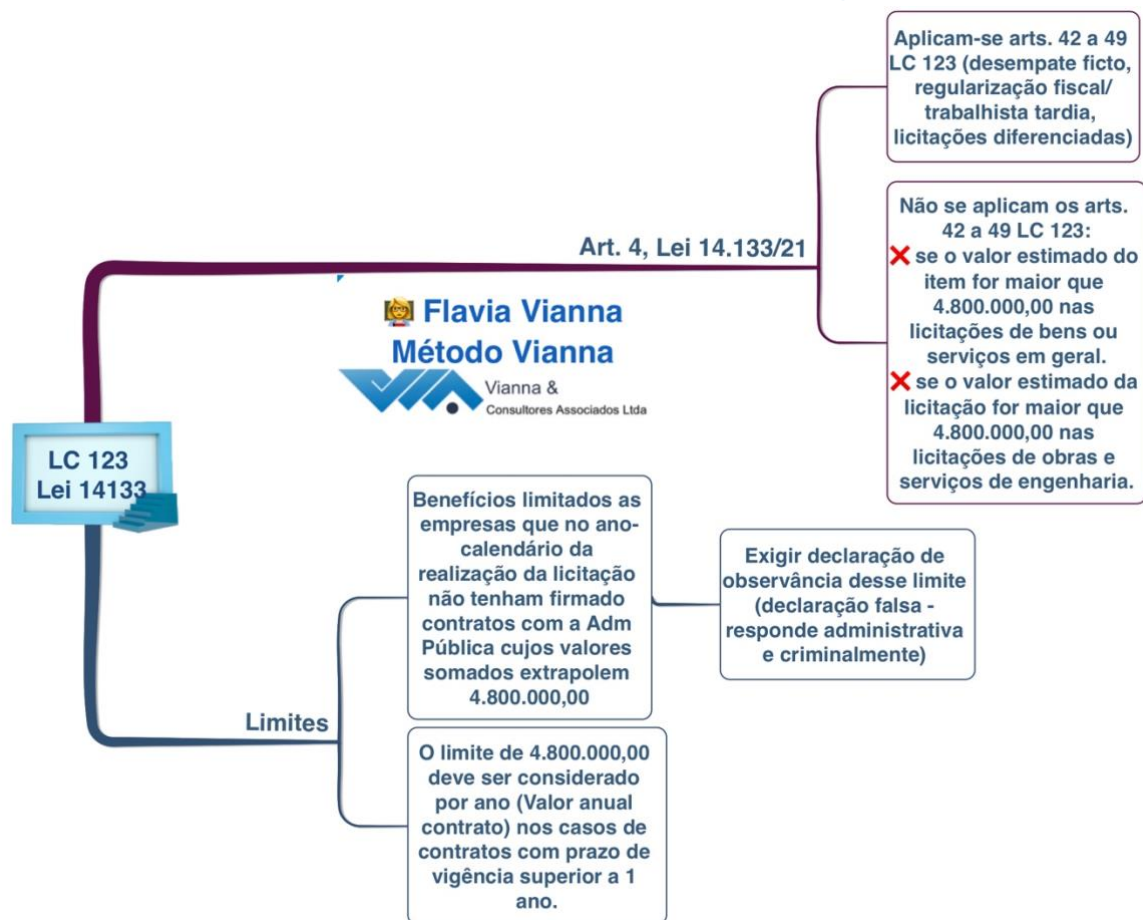 Aplicam-se arts. 42 a 49
LC 123 (desempate ficto,
regularização fiscal/
trabalhista tardia,
licitações diferenciadas)
Não se aplicam os arts.
42 a 49 LC 123:
❌ se o valor estimado do
item for maior que
4.800.000,00 nas
licitações de bens ou
serviços em geral.
❌ se o valor estimado da
licitação for maior que
4.800.000,00 nas
licitações de obras e
serviços de engenharia.
Art. 4, Lei 14.133/21
Flavia Vianna
Método Vianna
Vianna &
Consultores Associados Ltda
LC 123
Lei 14133
Benefícios limitados as
empresas que no ano-
calendário da
realização da licitação
não tenham firmado
contratos com a Adm
Pública cujos valores
somados extrapolem
4.800.000,00
Exigir declaração de
observância desse limite
(declaração falsa -
responde administrativa
e criminalmente)
Limites
O limite de 4.800.000,00
deve ser considerado
por ano (Valor anual
contrato) nos casos de
contratos com prazo de
vigência superior a 1
ano.